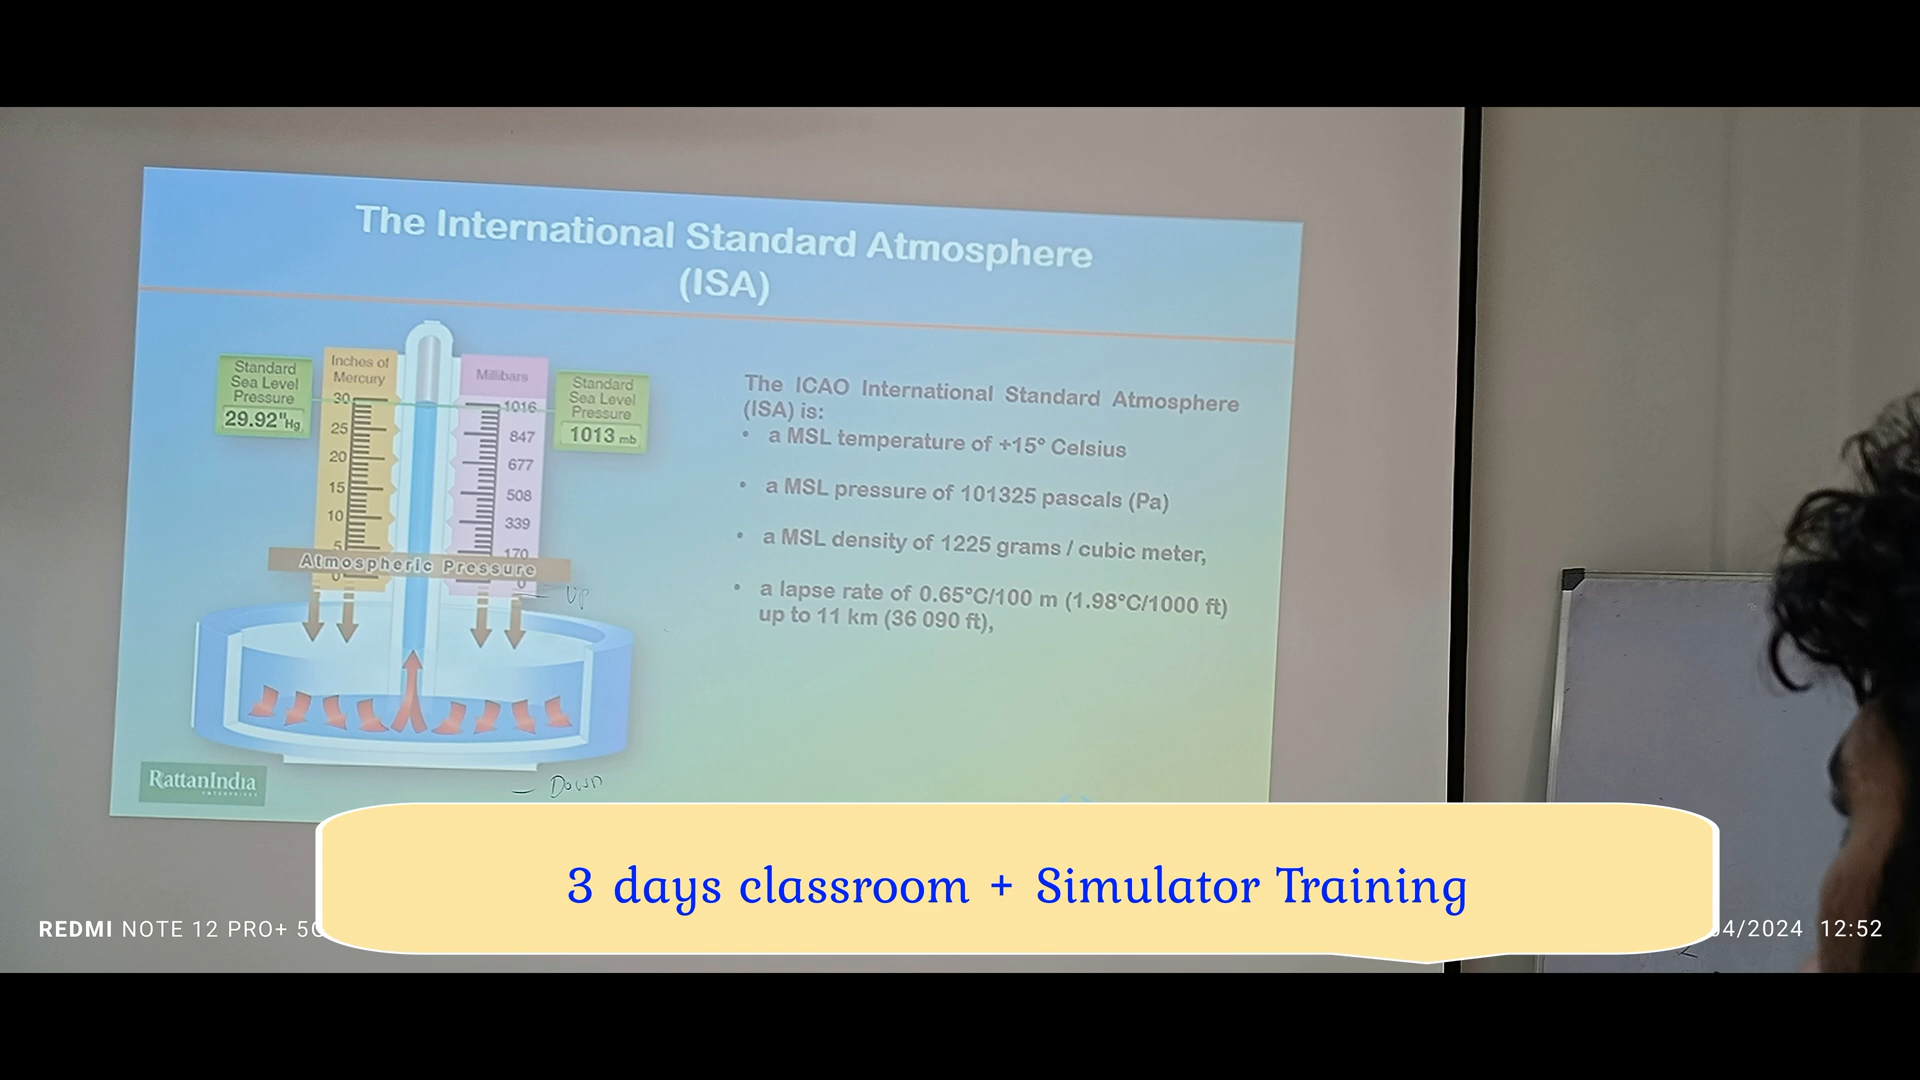 The International Standard Atmosphere
(ISA)
Standard
Sea Level
Pressure
29.92"Hg
Inches of
Mercury
30
25
20
15
10
5
0
Millibars
1016
847
677
508
339
170
0
Standard
Sea Level
Pressure
1013 mb
Atmospheric Pressure
UP
Down
The ICAO International Standard Atmosphere
(ISA) is:
• a MSL temperature of +15° Celsius
• a MSL pressure of 101325 pascals (Pa)
• a MSL density of 1225 grams / cubic meter,
• a lapse rate of 0.65°C/100 m (1.98°C/1000 ft)
up to 11 km (36 090 ft),
RattanIndia
ENTERPRISES
3 days classroom + Simulator Training
REDMI NOTE 12 PRO+ 5G
04/2024 12:52